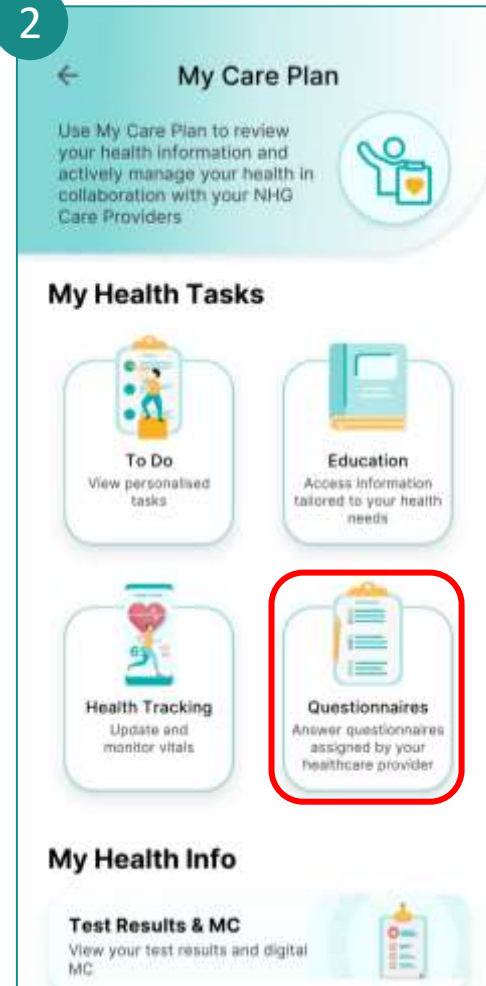 2
My Care Plan
Use My Care Plan to review
your health information and
actively manage your health in
collaboration with your NHG
Care Providers
My Health Tasks
To Do
View personalised
tasks
Education
Access information
tailored to your health
needs
Health Tracking
Update and
monitor vitals
Questionnaires
Answer questionnaires
assigned by your
healthcare provider
My Health Info
Test Results & MC
View your test results and digital
MC